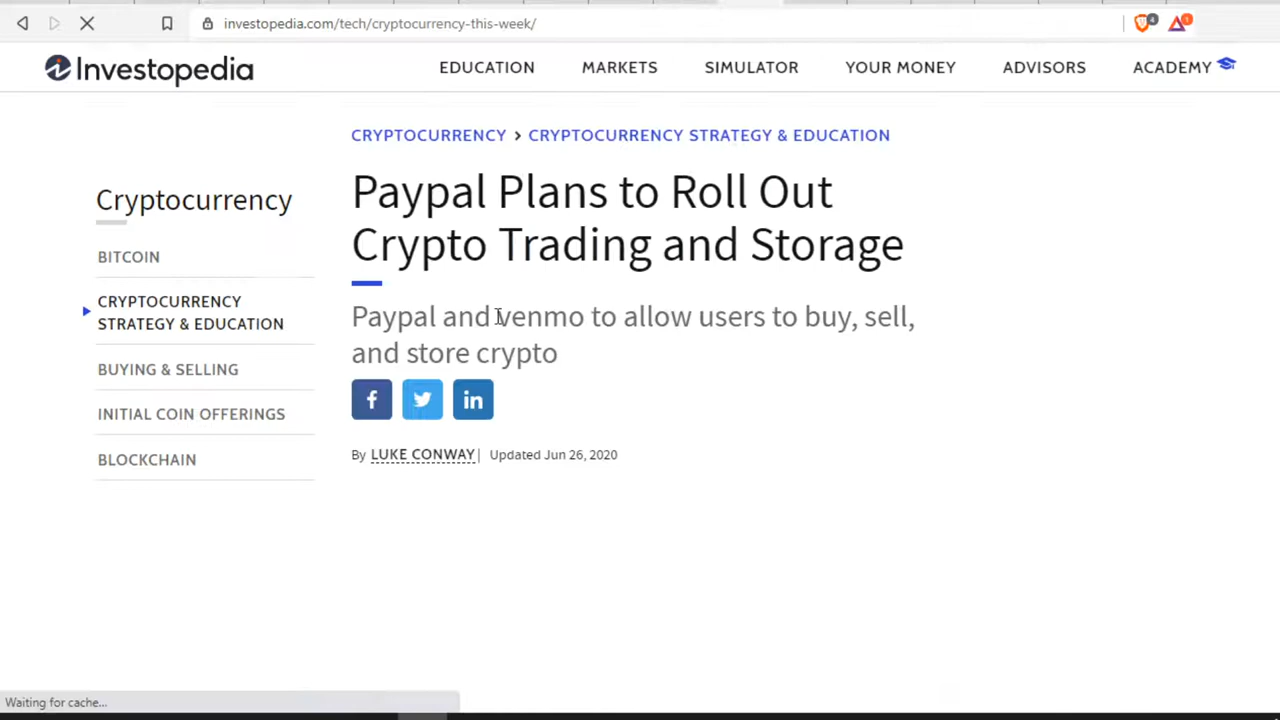 investopedia.com/tech/cryptocurrency-this-week/
4
1
Investopedia
EDUCATION MARKETS SIMULATOR YOUR MONEY ADVISORS ACADEMY
CRYPTOCURRENCY > CRYPTOCURRENCY STRATEGY & EDUCATION
Cryptocurrency
BITCOIN
CRYPTOCURRENCY
STRATEGY & EDUCATION
BUYING & SELLING
INITIAL COIN OFFERINGS
BLOCKCHAIN
Paypal Plans to Roll Out
Crypto Trading and Storage
Paypal and venmo to allow users to buy, sell,
and store crypto
By LUKE CONWAY | Updated Jun 26, 2020
Waiting for cache...